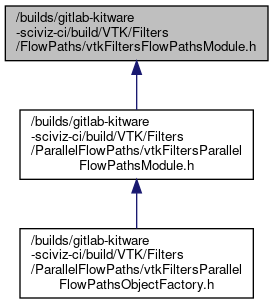 /builds/gitlab-kitware
-sciviz-ci/build/VTK/Filters
/FlowPaths/vtkFiltersFlowPathsModule.h
/builds/gitlab-kitware
-sciviz-ci/build/VTK/Filters
/ParallelFlowPaths/vtkFiltersParallel
FlowPathsModule.h
/builds/gitlab-kitware
-sciviz-ci/build/VTK/Filters
/ParallelFlowPaths/vtkFiltersParallel
FlowPathsObjectFactory.h